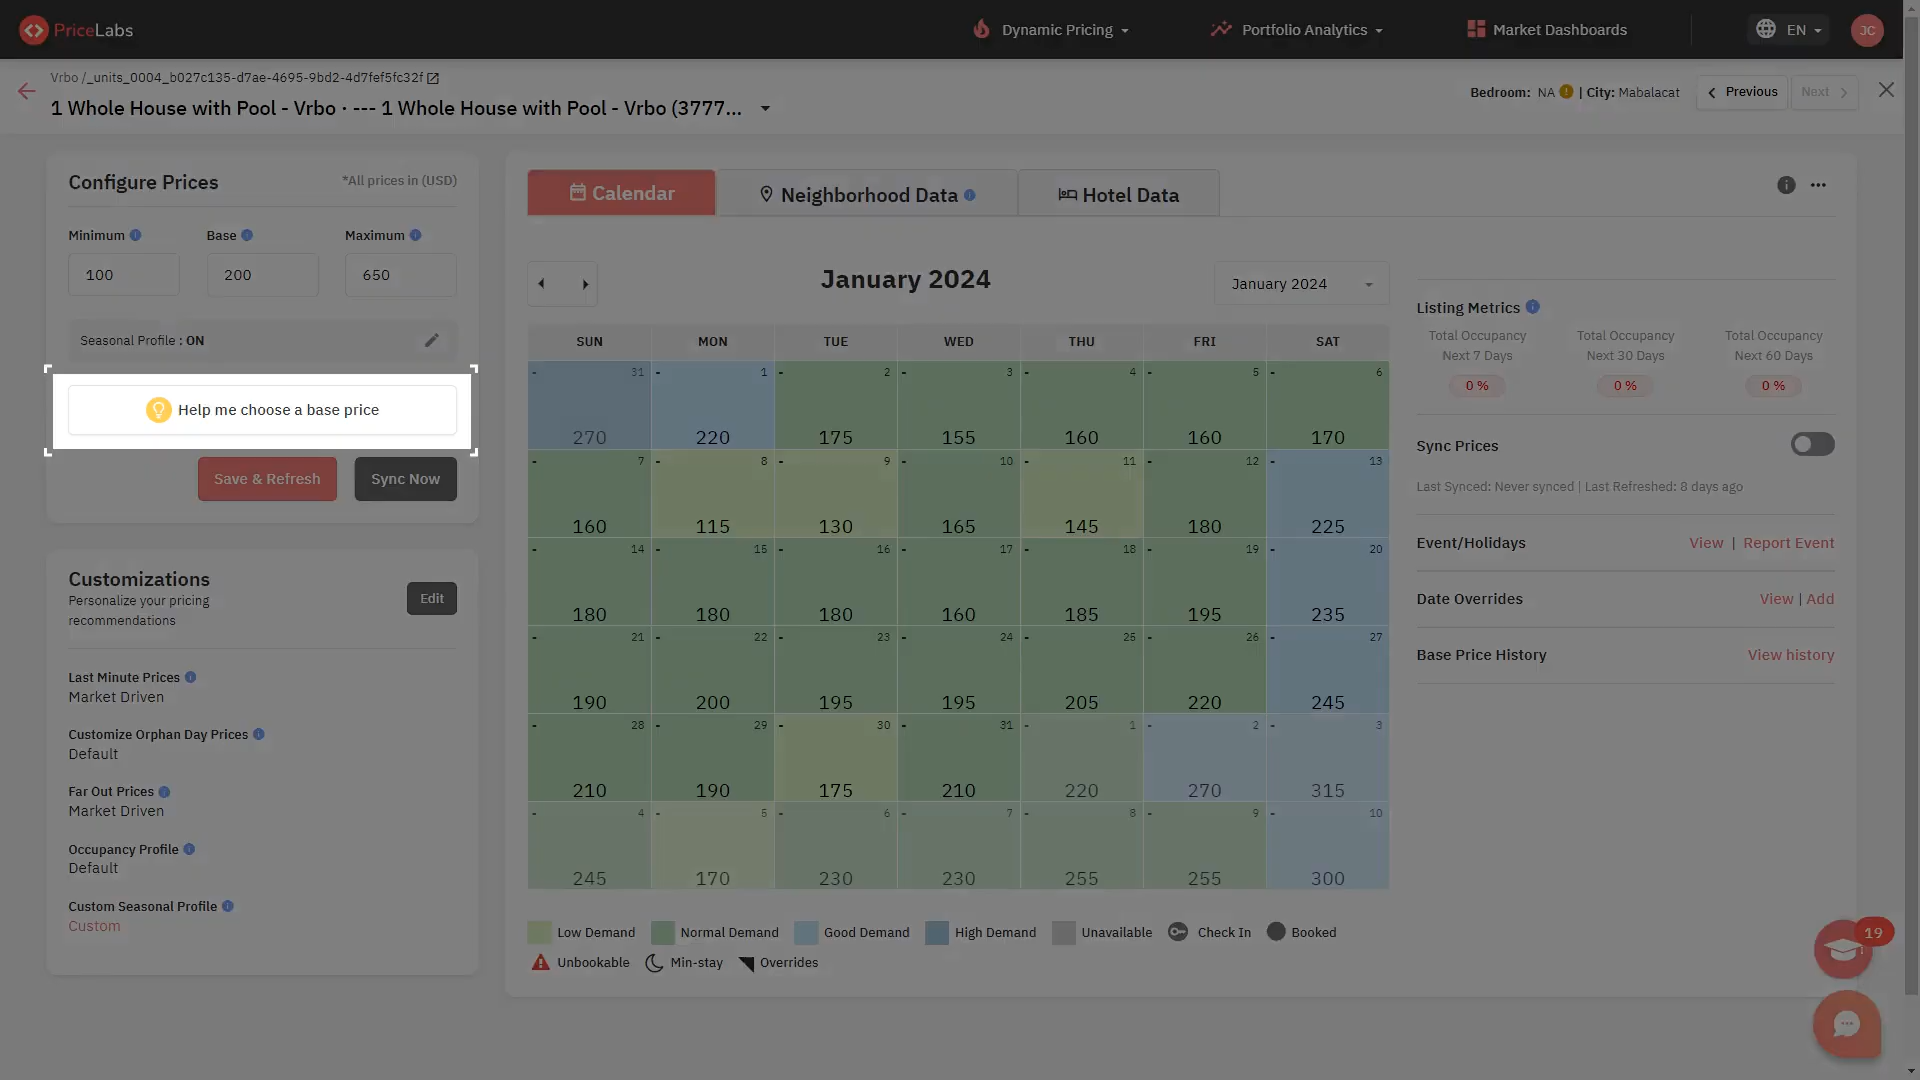 PriceLabs
Dynamic Pricing
Portfolio Analytics
Market Dashboards
EN
JC
Vrbo /_units_0004_b027c135-d7ae-4695-9bd2-4d7fef5fc32f
1 Whole House with Pool - Vrbo · --- 1 Whole House with Pool - Vrbo (3777...
Bedroom: NA ! | City: Mabalacat
Previous
Next
Configure Prices
*All prices in (USD)
Minimum
Base
Maximum
100
200
650
Seasonal Profile : ON
Help me choose a base price
Save & Refresh
Sync Now
Customizations
Personalize your pricing
recommendations
Edit
Last Minute Prices
Market Driven
Customize Orphan Day Prices
Default
Far Out Prices
Market Driven
Occupancy Profile
Default
Custom Seasonal Profile
Custom
Calendar
Neighborhood Data
Hotel Data
January 2024
January 2024
SUN MON TUE WED THU FRI SAT
- 31 - 1 - 2 - 3 - 4 - 5 - 6
270 220 175 155 160 160 170
- 7 - 8 - 9 - 10 - 11 - 12 - 13
160 115 130 165 145 180 225
- 14 - 15 - 16 - 17 - 18 - 19 - 20
180 180 180 160 185 195 235
- 21 - 22 - 23 - 24 - 25 - 26 - 27
190 200 195 195 205 220 245
- 28 - 29 - 30 - 31 - 1 - 2 - 3
210 190 175 210 220 270 315
- 4 - 5 - 6 - 7 - 8 - 9 - 10
245 170 230 230 255 255 300
Low Demand
Normal Demand
Good Demand
High Demand
Unavailable
Check In
Booked
Unbookable
Min-stay
Overrides
Listing Metrics
Total Occupancy
Next 7 Days
0 %
Total Occupancy
Next 30 Days
0 %
Total Occupancy
Next 60 Days
0 %
Sync Prices
Last Synced: Never synced | Last Refreshed: 8 days ago
Event/Holidays
View | Report Event
Date Overrides
View | Add
Base Price History
View history
19